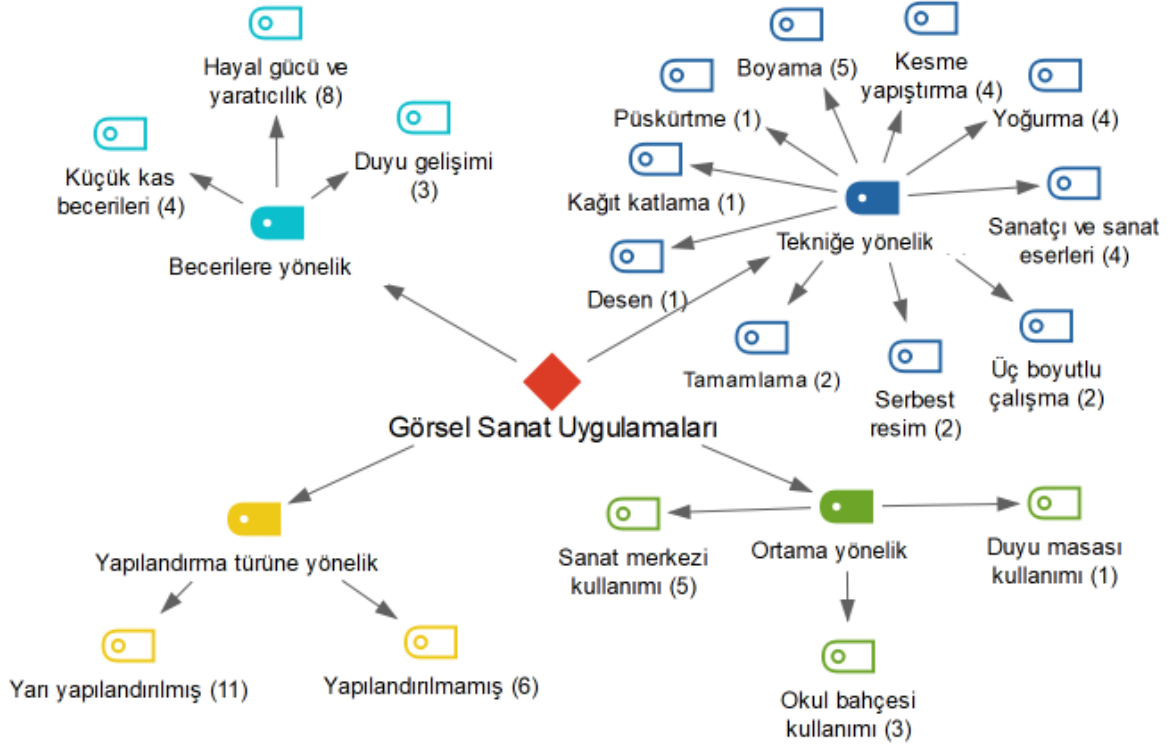 Hayal gücü ve
yaratıcılık (8)
Küçük kas
becerileri (4)
Duyu gelişimi
(3)
Becerilere yönelik
Boyama (5)
Kesme
yapıştırma (4)
Püskürtme (1)
Yoğurma (4)
Kağıt katlama (1)
Sanatçı ve sanat
eserleri (4)
Tekniğe yönelik
Desen (1)
Tamamlama (2)
Serbest
resim (2)
Üç boyutlu
çalışma (2)
Görsel Sanat Uygulamaları
Yapılandırma türüne yönelik
Yarı yapılandırılmış (11)
Yapılandırılmamış (6)
Ortama yönelik
Sanat merkezi
kullanımı (5)
Duyu masası
kullanımı (1)
Okul bahçesi
kullanımı (3)